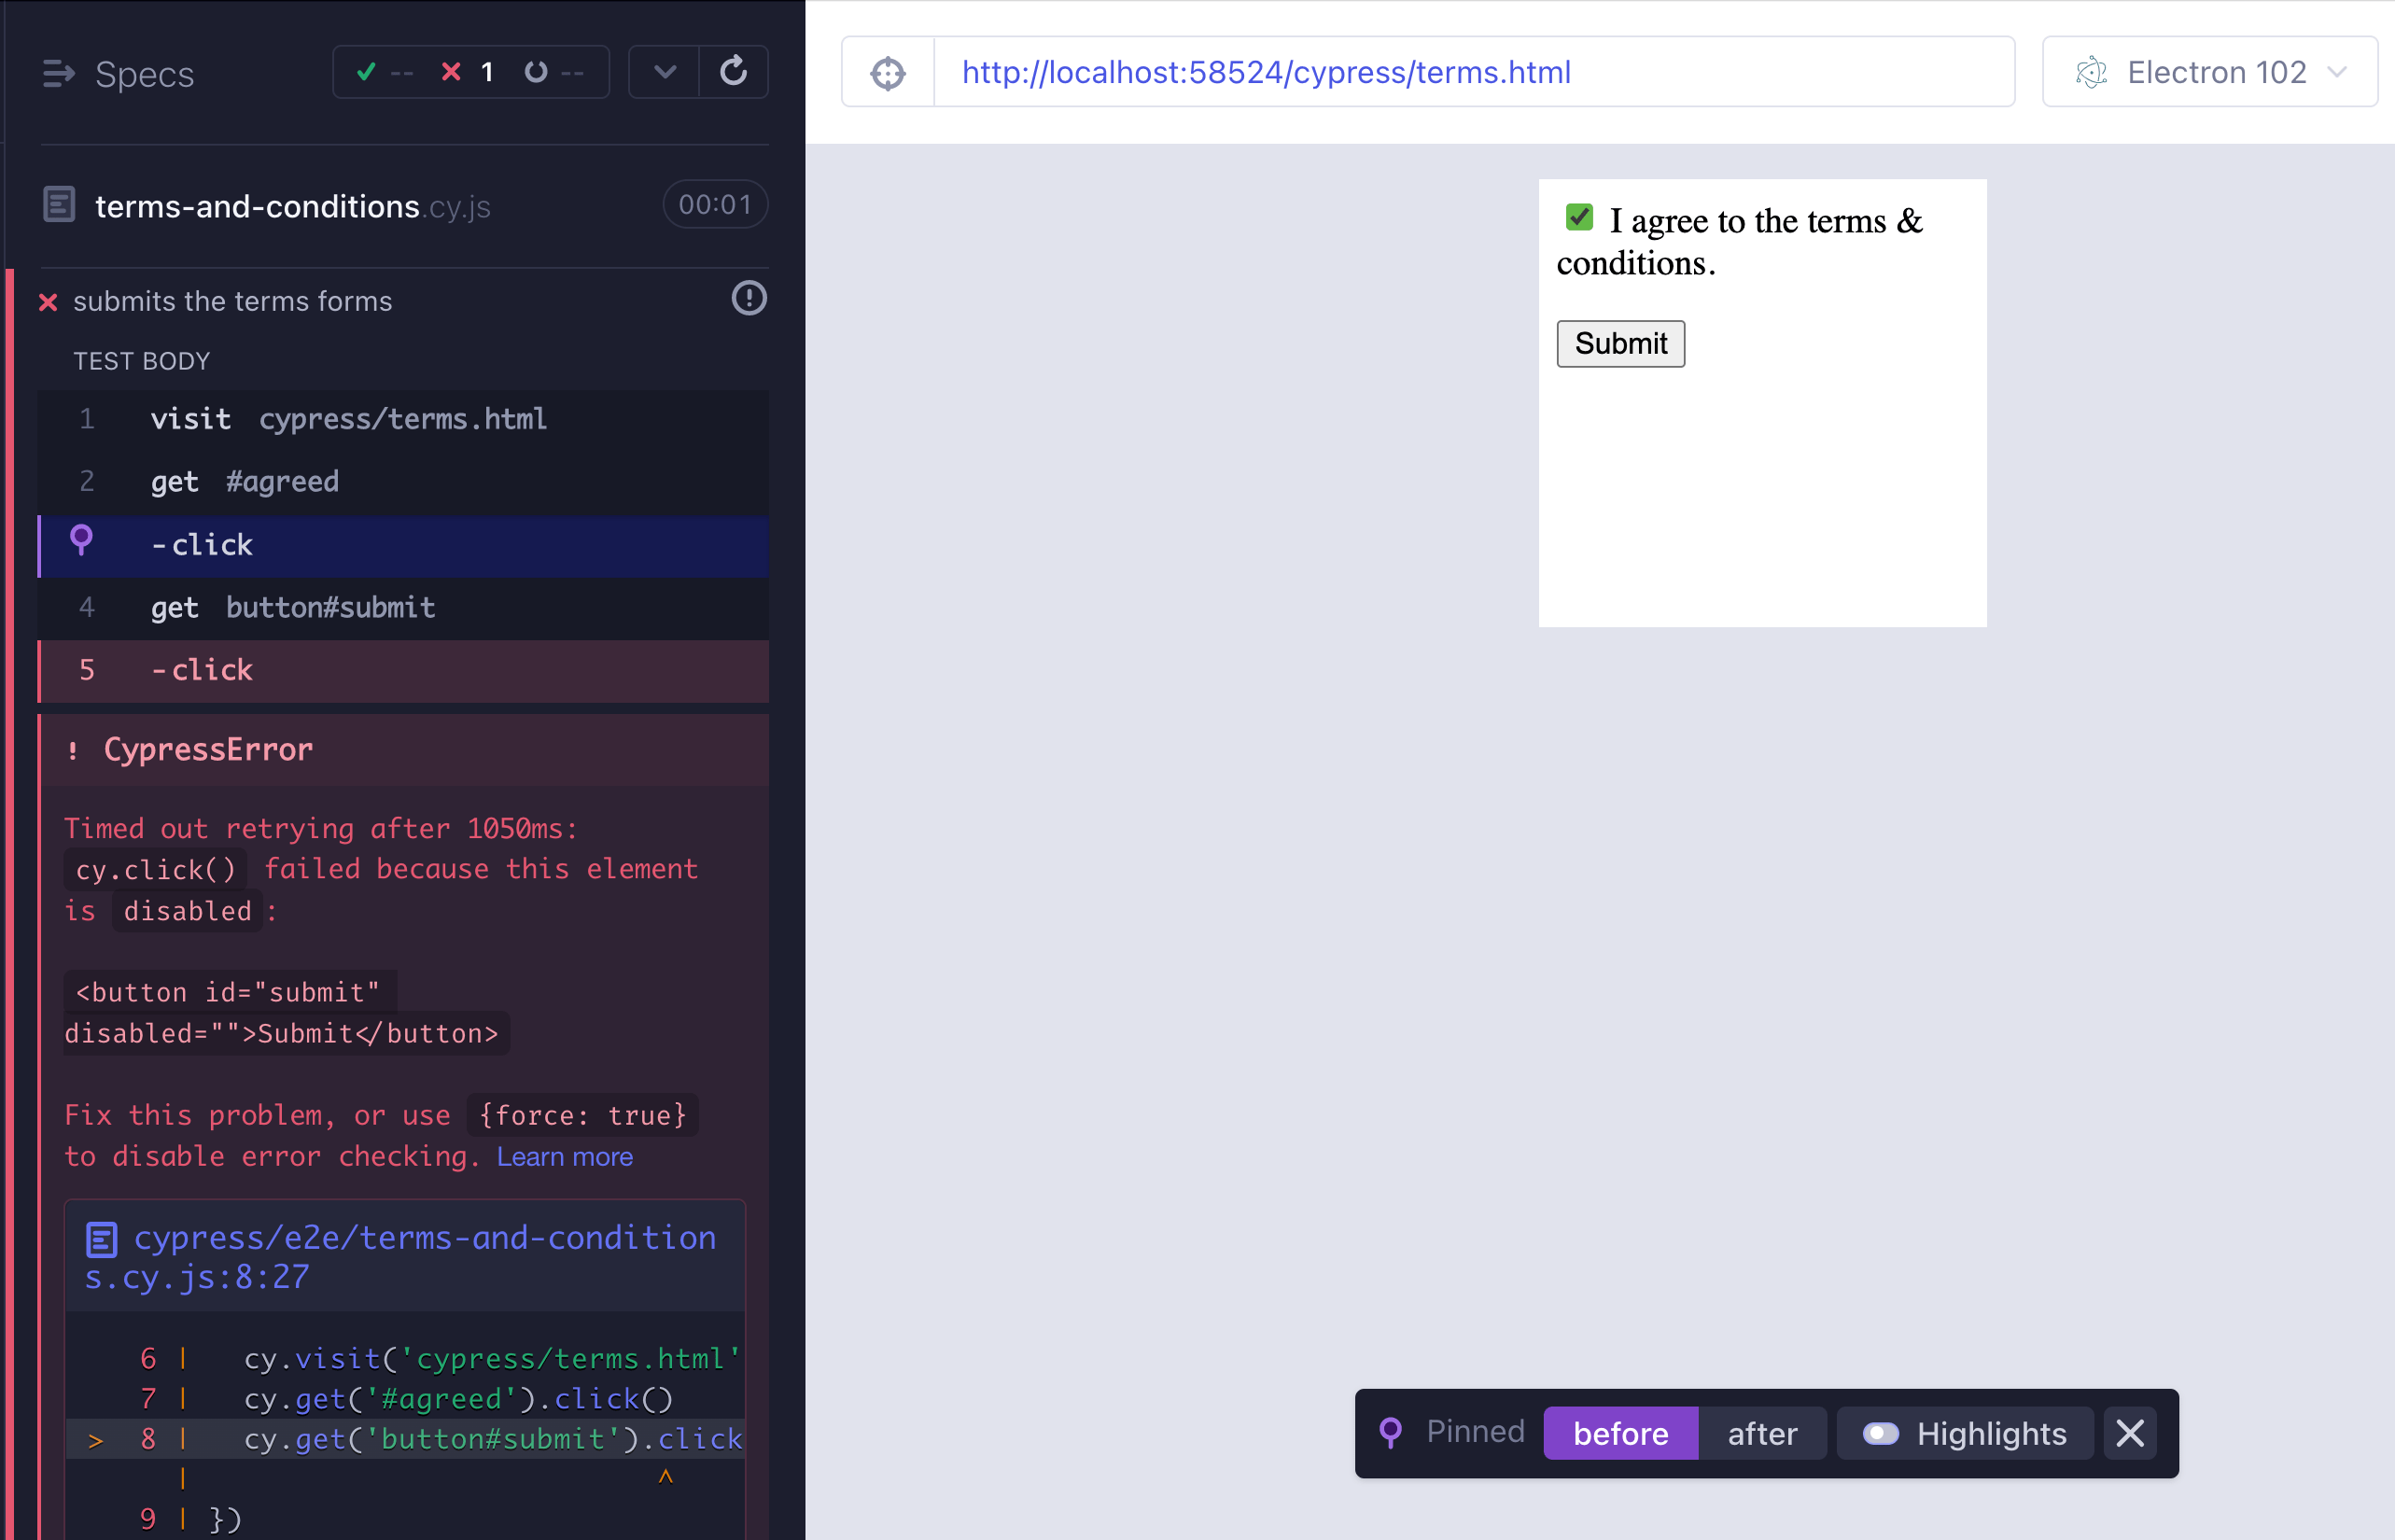 Specs
-- 1 --
terms-and-conditions.cy.js 00:01
submits the terms forms
TEST BODY
1 visit cypress/terms.html
2 get #agreed
-click
4 get button#submit
5 -click
! CypressError
Timed out retrying after 1050ms:
cy.click() failed because this element
is disabled:
<button id="submit"
disabled="">Submit</button>
Fix this problem, or use {force: true}
to disable error checking. Learn more
cypress/e2e/terms-and-condition
s.cy.js:8:27
6 | cy.visit('cypress/terms.html'
7 | cy.get('#agreed').click()
> 8 | cy.get('button#submit').click
| ^
9 | })
http://localhost:58524/cypress/terms.html
Electron 102
I agree to the terms &
conditions.
Submit
Pinned before after Highlights